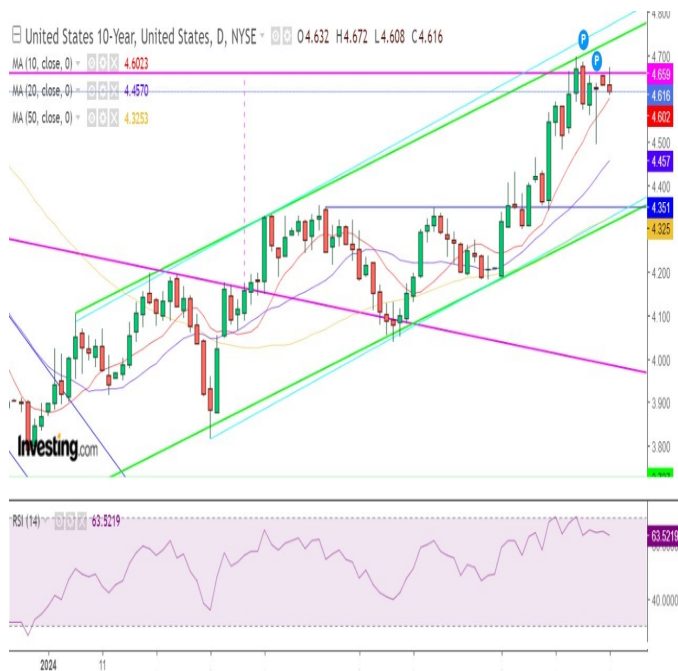 4.800
United States 10-Year, United States, D, NYSE O4.632 H4.672 L4.608 C4.616
4.700
P
P
MA (10, close, 0) 4.6023
4.659
4.616
MA (20, close, 0) 4.4570
4.602
MA (50, close, 0) 4.3253
4.500
4.457
4.400
4.351
4.325
4.200
4.100
4.000
3.900
Investing.com
3.800
RSI (14) 63.5219
63.5219
40.0000
2024 11